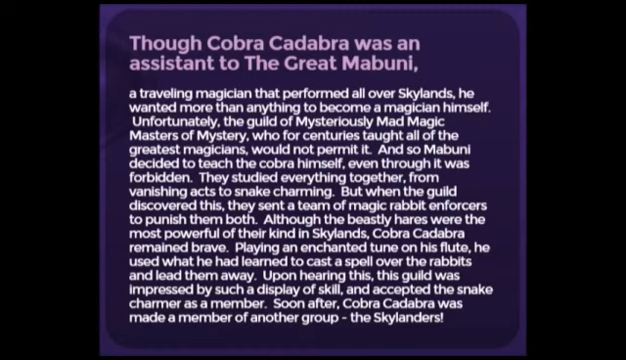 Though Cobra Cadabra was an
assistant to The Great Mabuni,
a traveling magician that performed all over Skylands, he
wanted more than anything to become a magician himself.
Unfortunately, the guild of Mysteriously Mad Magic
Masters of Mystery, who for centuries taught all of the
greatest magicians, would not permit it. And so Mabuni
decided to teach the cobra himself, even through it was
forbidden. They studied everything together, from
vanishing acts to snake charming. But when the guild
discovered this, they sent a team of magic rabbit enforcers
to punish them both. Although the beastly hares were the
most powerful of their kind in Skylands, Cobra Cadabra
remained brave. Playing an enchanted tune on his flute, he
used what he had learned to cast a spell over the rabbits
and lead them away. Upon hearing this, this guild was
impressed by such a display of skill, and accepted the snake
charmer as a member. Soon after, Cobra Cadabra was
made a member of another group - the Skylanders!